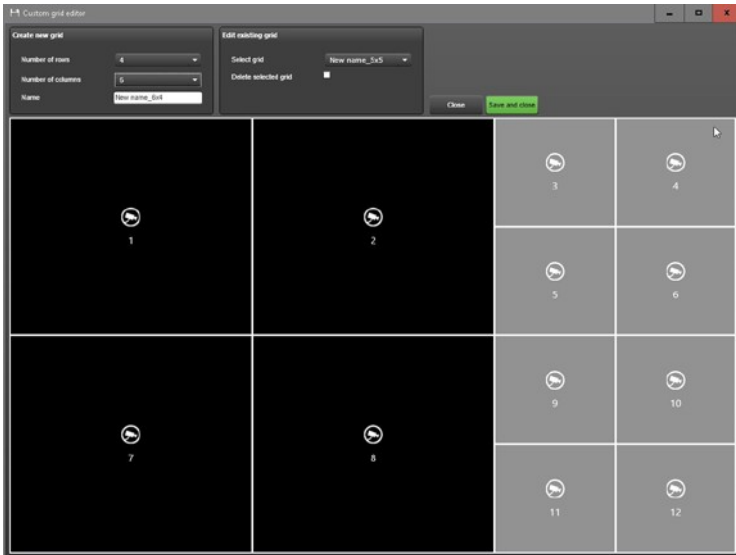 Custom grid editor
Create new grid
Number of rows 4
Number of columns 6
Name New name_6x4
Edit existing grid
Select grid New name_5x5
Delete selected grid
Close Save and close
1 2 3 4
5 6
7 8 9 10
11 12